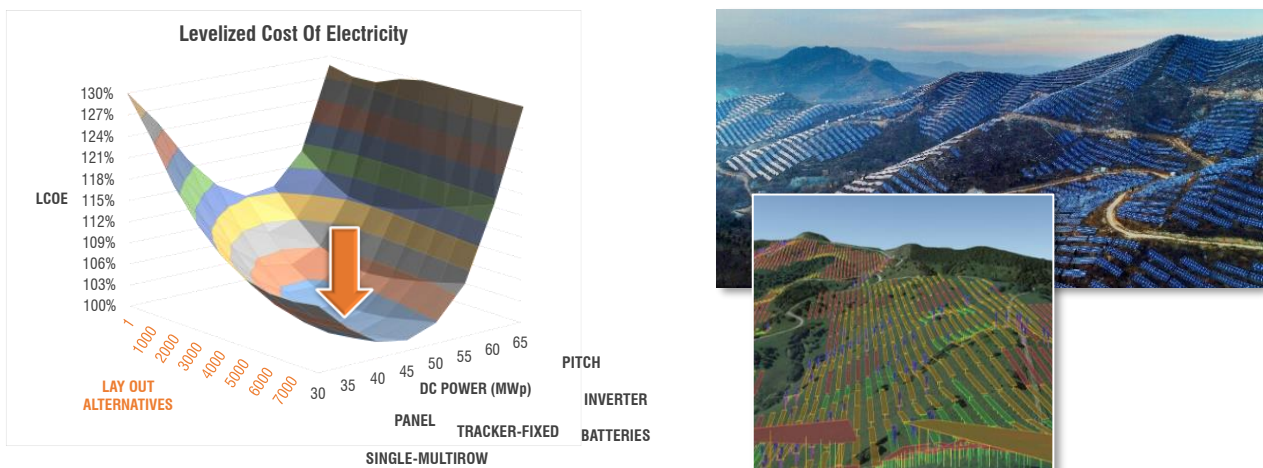 Levelized Cost Of Electricity
130%
127%
124%
121%
118%
115%
112%
109%
106%
103%
100%
LCOE
1
1000
2000
3000
4000
5000
6000
7000
LAY OUT
ALTERNATIVES
30
35
40
45
50
55
60
65
DC POWER (MWp)
PITCH
INVERTER
PANEL
TRACKER-FIXED
BATTERIES
SINGLE-MULTIROW